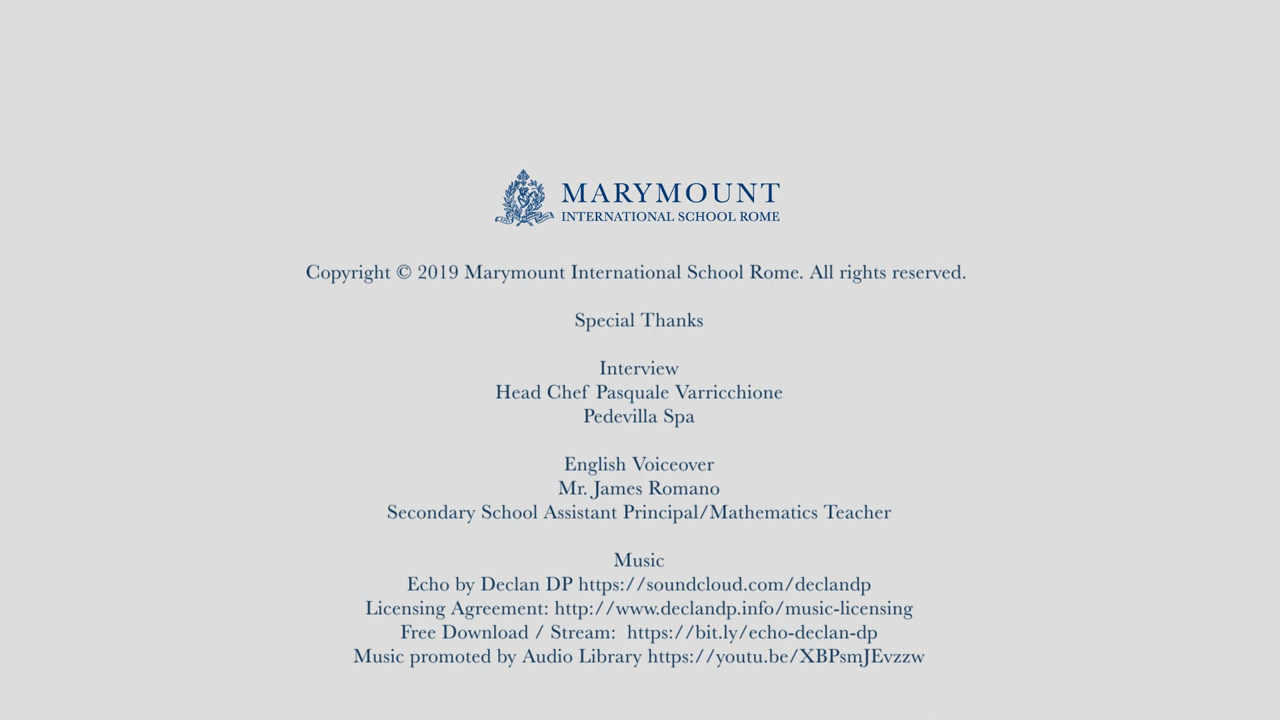 MARYMOUNT
INTERNATIONAL SCHOOL ROME
Copyright © 2019 Marymount International School Rome. All rights reserved.
Special Thanks
Interview
Head Chef Pasquale Varricchione
Pedevilla Spa
English Voiceover
Mr. James Romano
Secondary School Assistant Principal/Mathematics Teacher
Music
Echo by Declan DP https://soundcloud.com/declandp
Licensing Agreement: http://www.declandp.info/music-licensing
Free Download / Stream: https://bit.ly/echo-declan-dp
Music promoted by Audio Library https://youtu.be/XBPsmJEvzzw